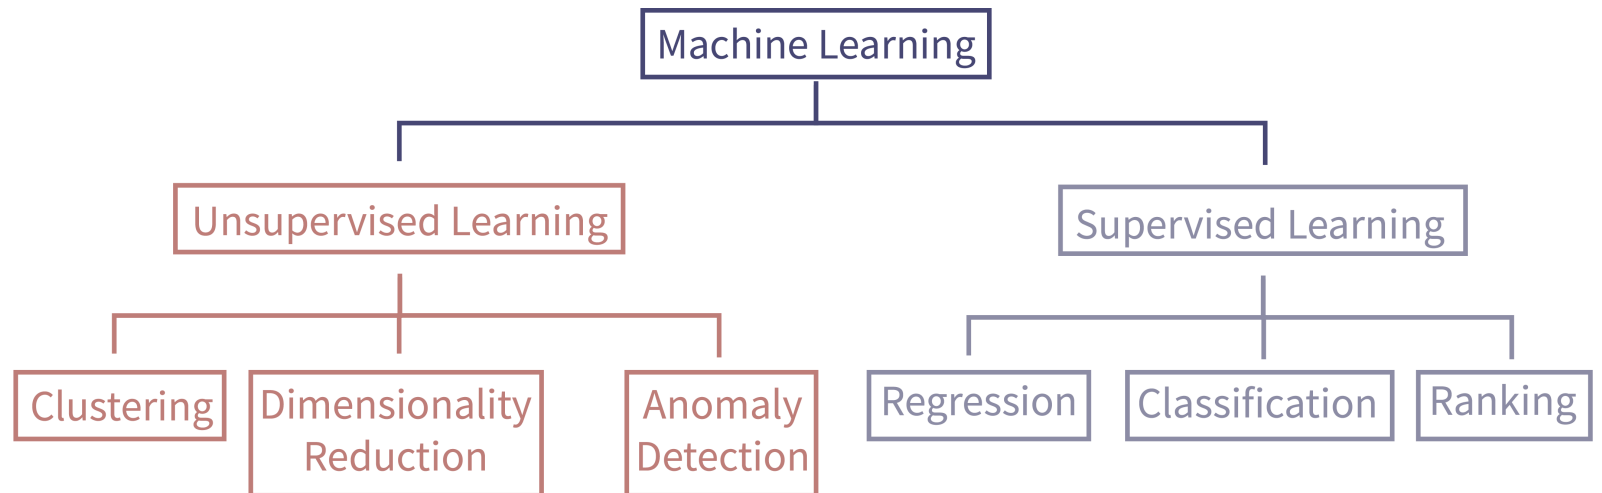 Machine Learning
Unsupervised Learning
Supervised Learning
Clustering
Dimensionality
Reduction
Anomaly
Detection
Regression
Classification
Ranking